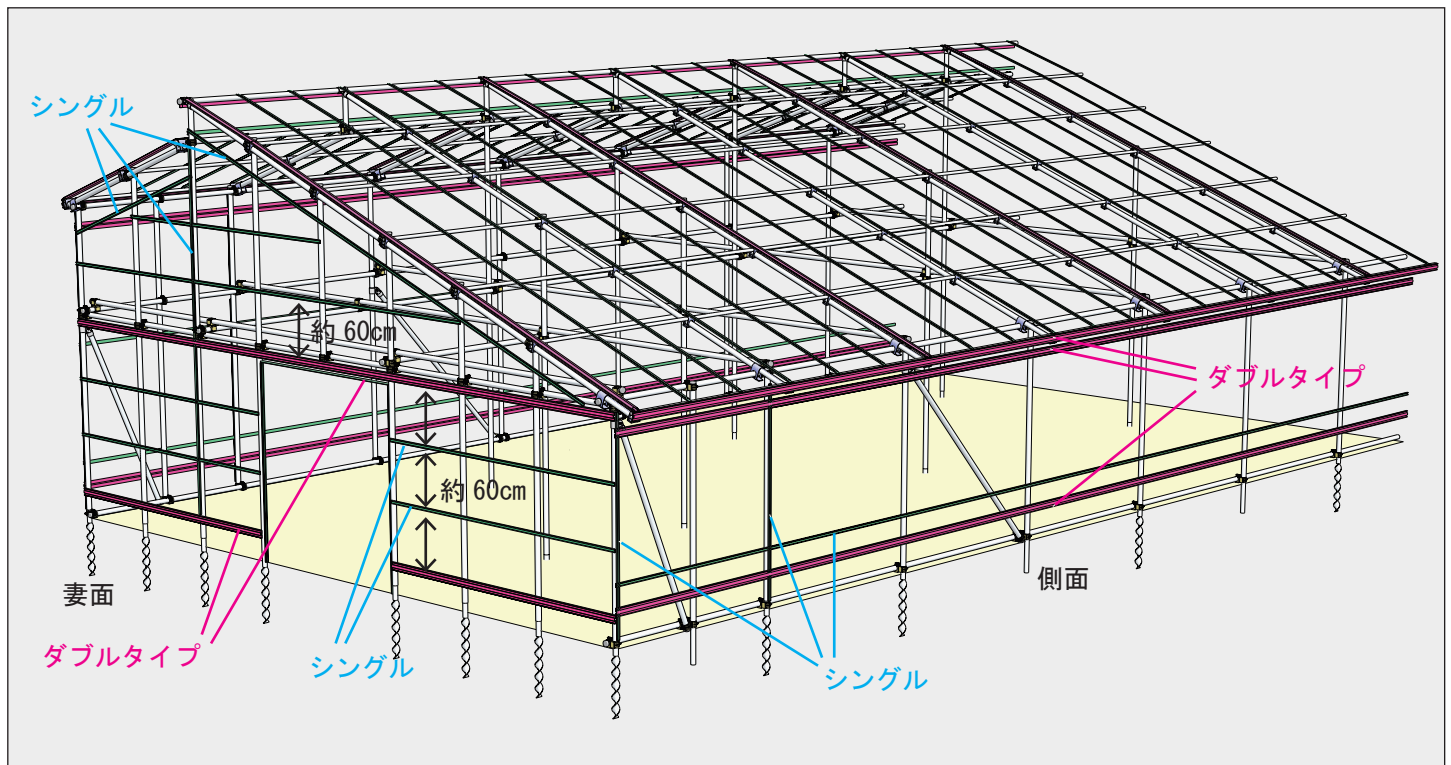 シングル
約 60cm
ダブルタイプ
約 60cm
妻面
側面
ダブルタイプ
シングル
シングル